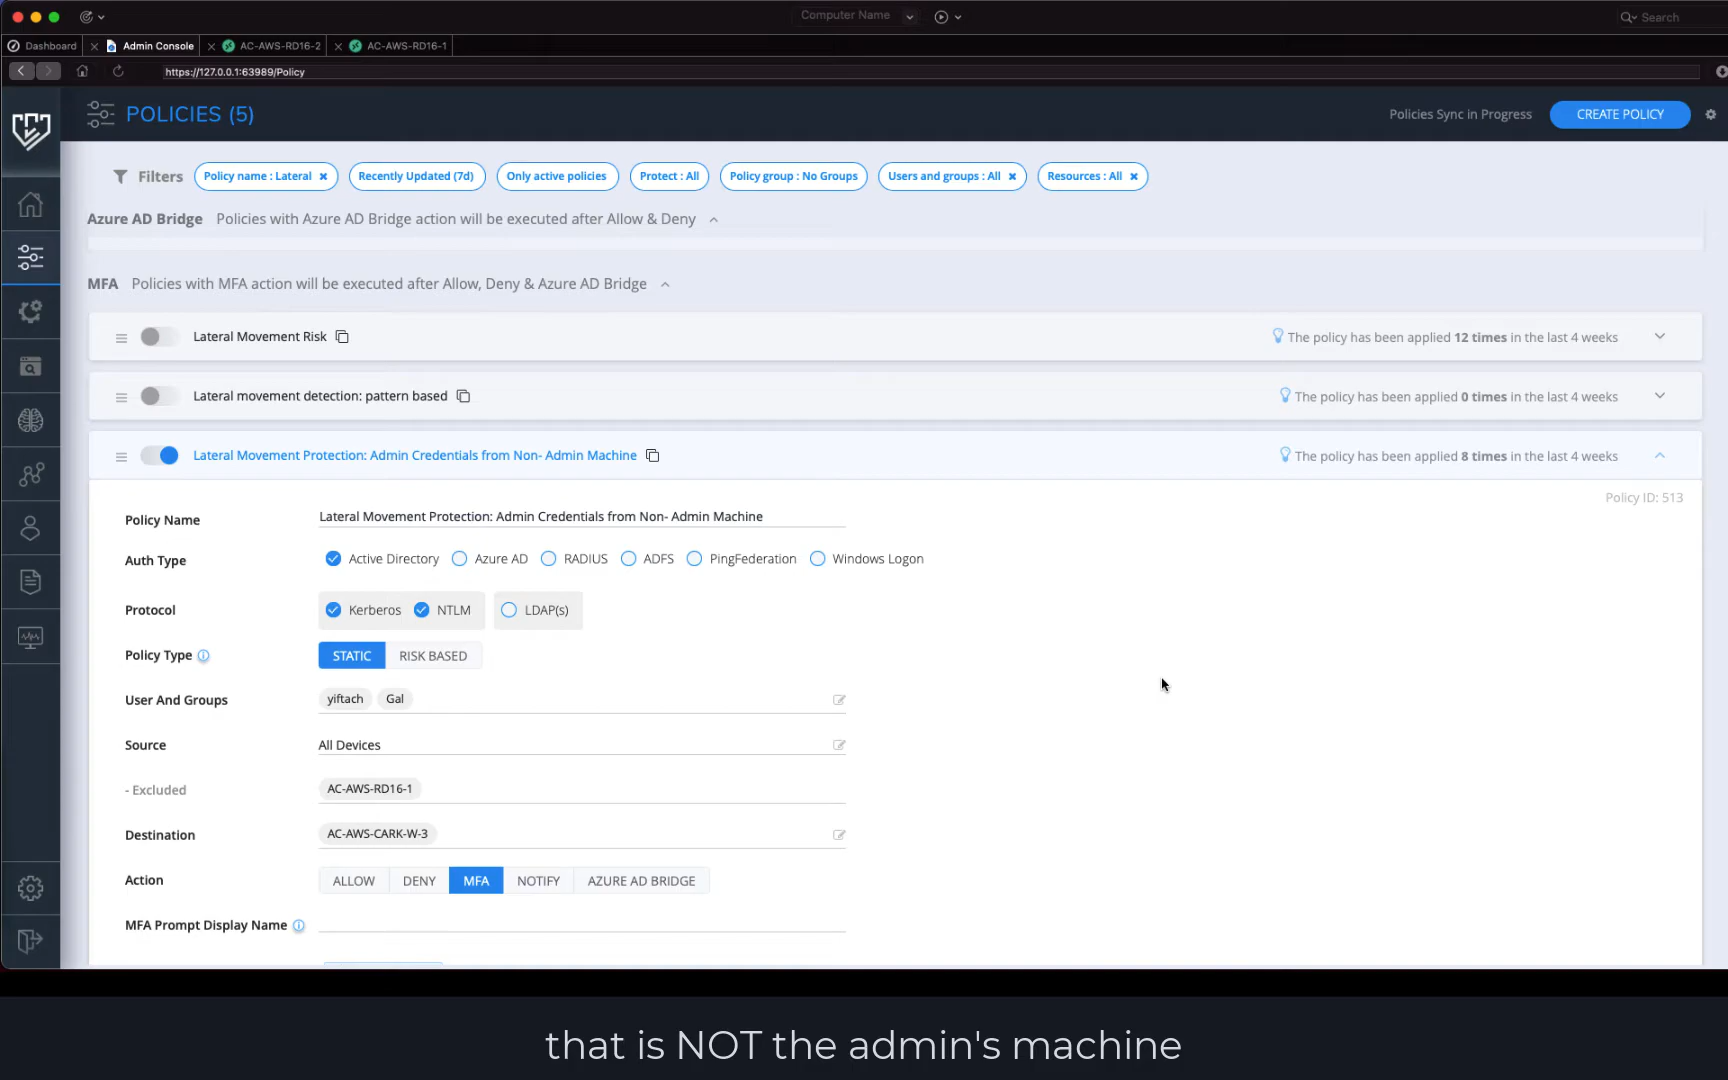 Computer Name
Search
Dashboard
Admin Console
AC-AWS-RD16-2
AC-AWS-RD16-1
https://127.0.0.1:63989/Policy
POLICIES (5)
Policies Sync in Progress
CREATE POLICY
Filters
Policy name : Lateral
Recently Updated (7d)
Only active policies
Protect : All
Policy group : No Groups
Users and groups : All
Resources : All
Azure AD Bridge Policies with Azure AD Bridge action will be executed after Allow & Deny
MFA Policies with MFA action will be executed after Allow, Deny & Azure AD Bridge
Lateral Movement Risk
The policy has been applied 12 times in the last 4 weeks
Lateral movement detection: pattern based
The policy has been applied 0 times in the last 4 weeks
Lateral Movement Protection: Admin Credentials from Non- Admin Machine
The policy has been applied 8 times in the last 4 weeks
Policy ID: 513
Policy Name
Lateral Movement Protection: Admin Credentials from Non- Admin Machine
Auth Type
Active Directory
Azure AD
RADIUS
ADFS
PingFederation
Windows Logon
Protocol
Kerberos
NTLM
LDAP(s)
Policy Type
STATIC
RISK BASED
User And Groups
yiftach
Gal
Source
All Devices
- Excluded
AC-AWS-RD16-1
Destination
AC-AWS-CARK-W-3
Action
ALLOW
DENY
MFA
NOTIFY
AZURE AD BRIDGE
MFA Prompt Display Name
that is NOT the admin's machine